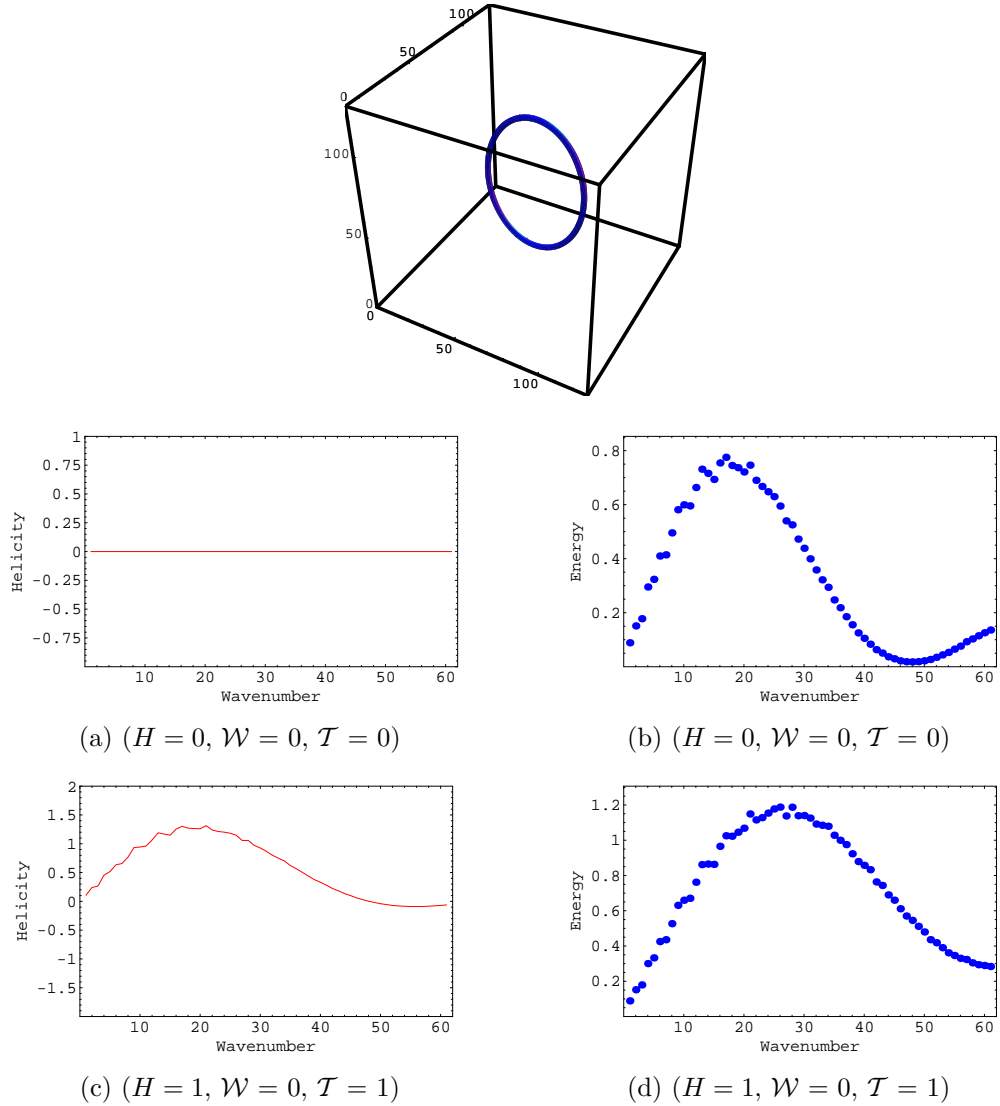 100
50
0
100
50
0
0
50
100
1
0.75
0.5
0.25
0
-0.25
-0.5
-0.75
Helicity
10 20 30 40 50 60
Wavenumber
0.8
0.6
0.4
0.2
Energy
10 20 30 40 50 60
Wavenumber
(a) (H = 0, 𝒲 = 0, 𝒯 = 0)
(b) (H = 0, 𝒲 = 0, 𝒯 = 0)
2
1.5
1
0.5
0
-0.5
-1
-1.5
Helicity
10 20 30 40 50 60
Wavenumber
1.2
1
0.8
0.6
0.4
0.2
Energy
10 20 30 40 50 60
Wavenumber
(c) (H = 1, 𝒲 = 0, 𝒯 = 1)
(d) (H = 1, 𝒲 = 0, 𝒯 = 1)